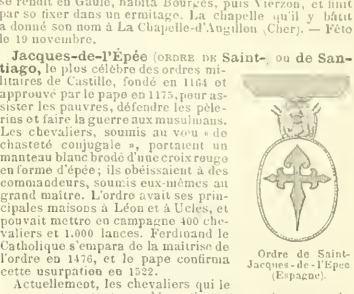 se rendit en Gaule, habita Bourges, puis Vierzon, et finit
par so fixer dans un ermitage. La chapelle qu'il y bâtit
a donné son nom à La Chapelle-d'Angillon (Cher). — Fête
le 19 novembre.
Jacques-de-l'Épée (ORDRE DE Saint-, ou de San-
tiago, le plus célèbre des ordres mi-
litaires de Castille, fondé en 1164 et
approuvé par le pape en 1175, pour as-
sister les pauvres, défendre les pèle-
rins et faire la guerre aux musulmans.
Les chevaliers, soumis au vœu « de
chasteté conjugale », portaient un
manteau blanc brodé d'une croix rouge
en forme d'épée; ils obéissaient à des
commandeurs, soumis eux-mêmes au
grand maître. L'ordre avait ses prin-
cipales maisons à Léon et à Uclès, et
pouvait mettre en campagne 400 che-
valiers et 1.000 lances. Ferdinand le
Catholique s'empara de la maîtrise de
l'ordre en 1476, et le pape confirma
cette usurpation en 1522.
Actuellement, les chevaliers qui le
Ordre de Saint-
Jacques-de-l'Épée
(Espagne).